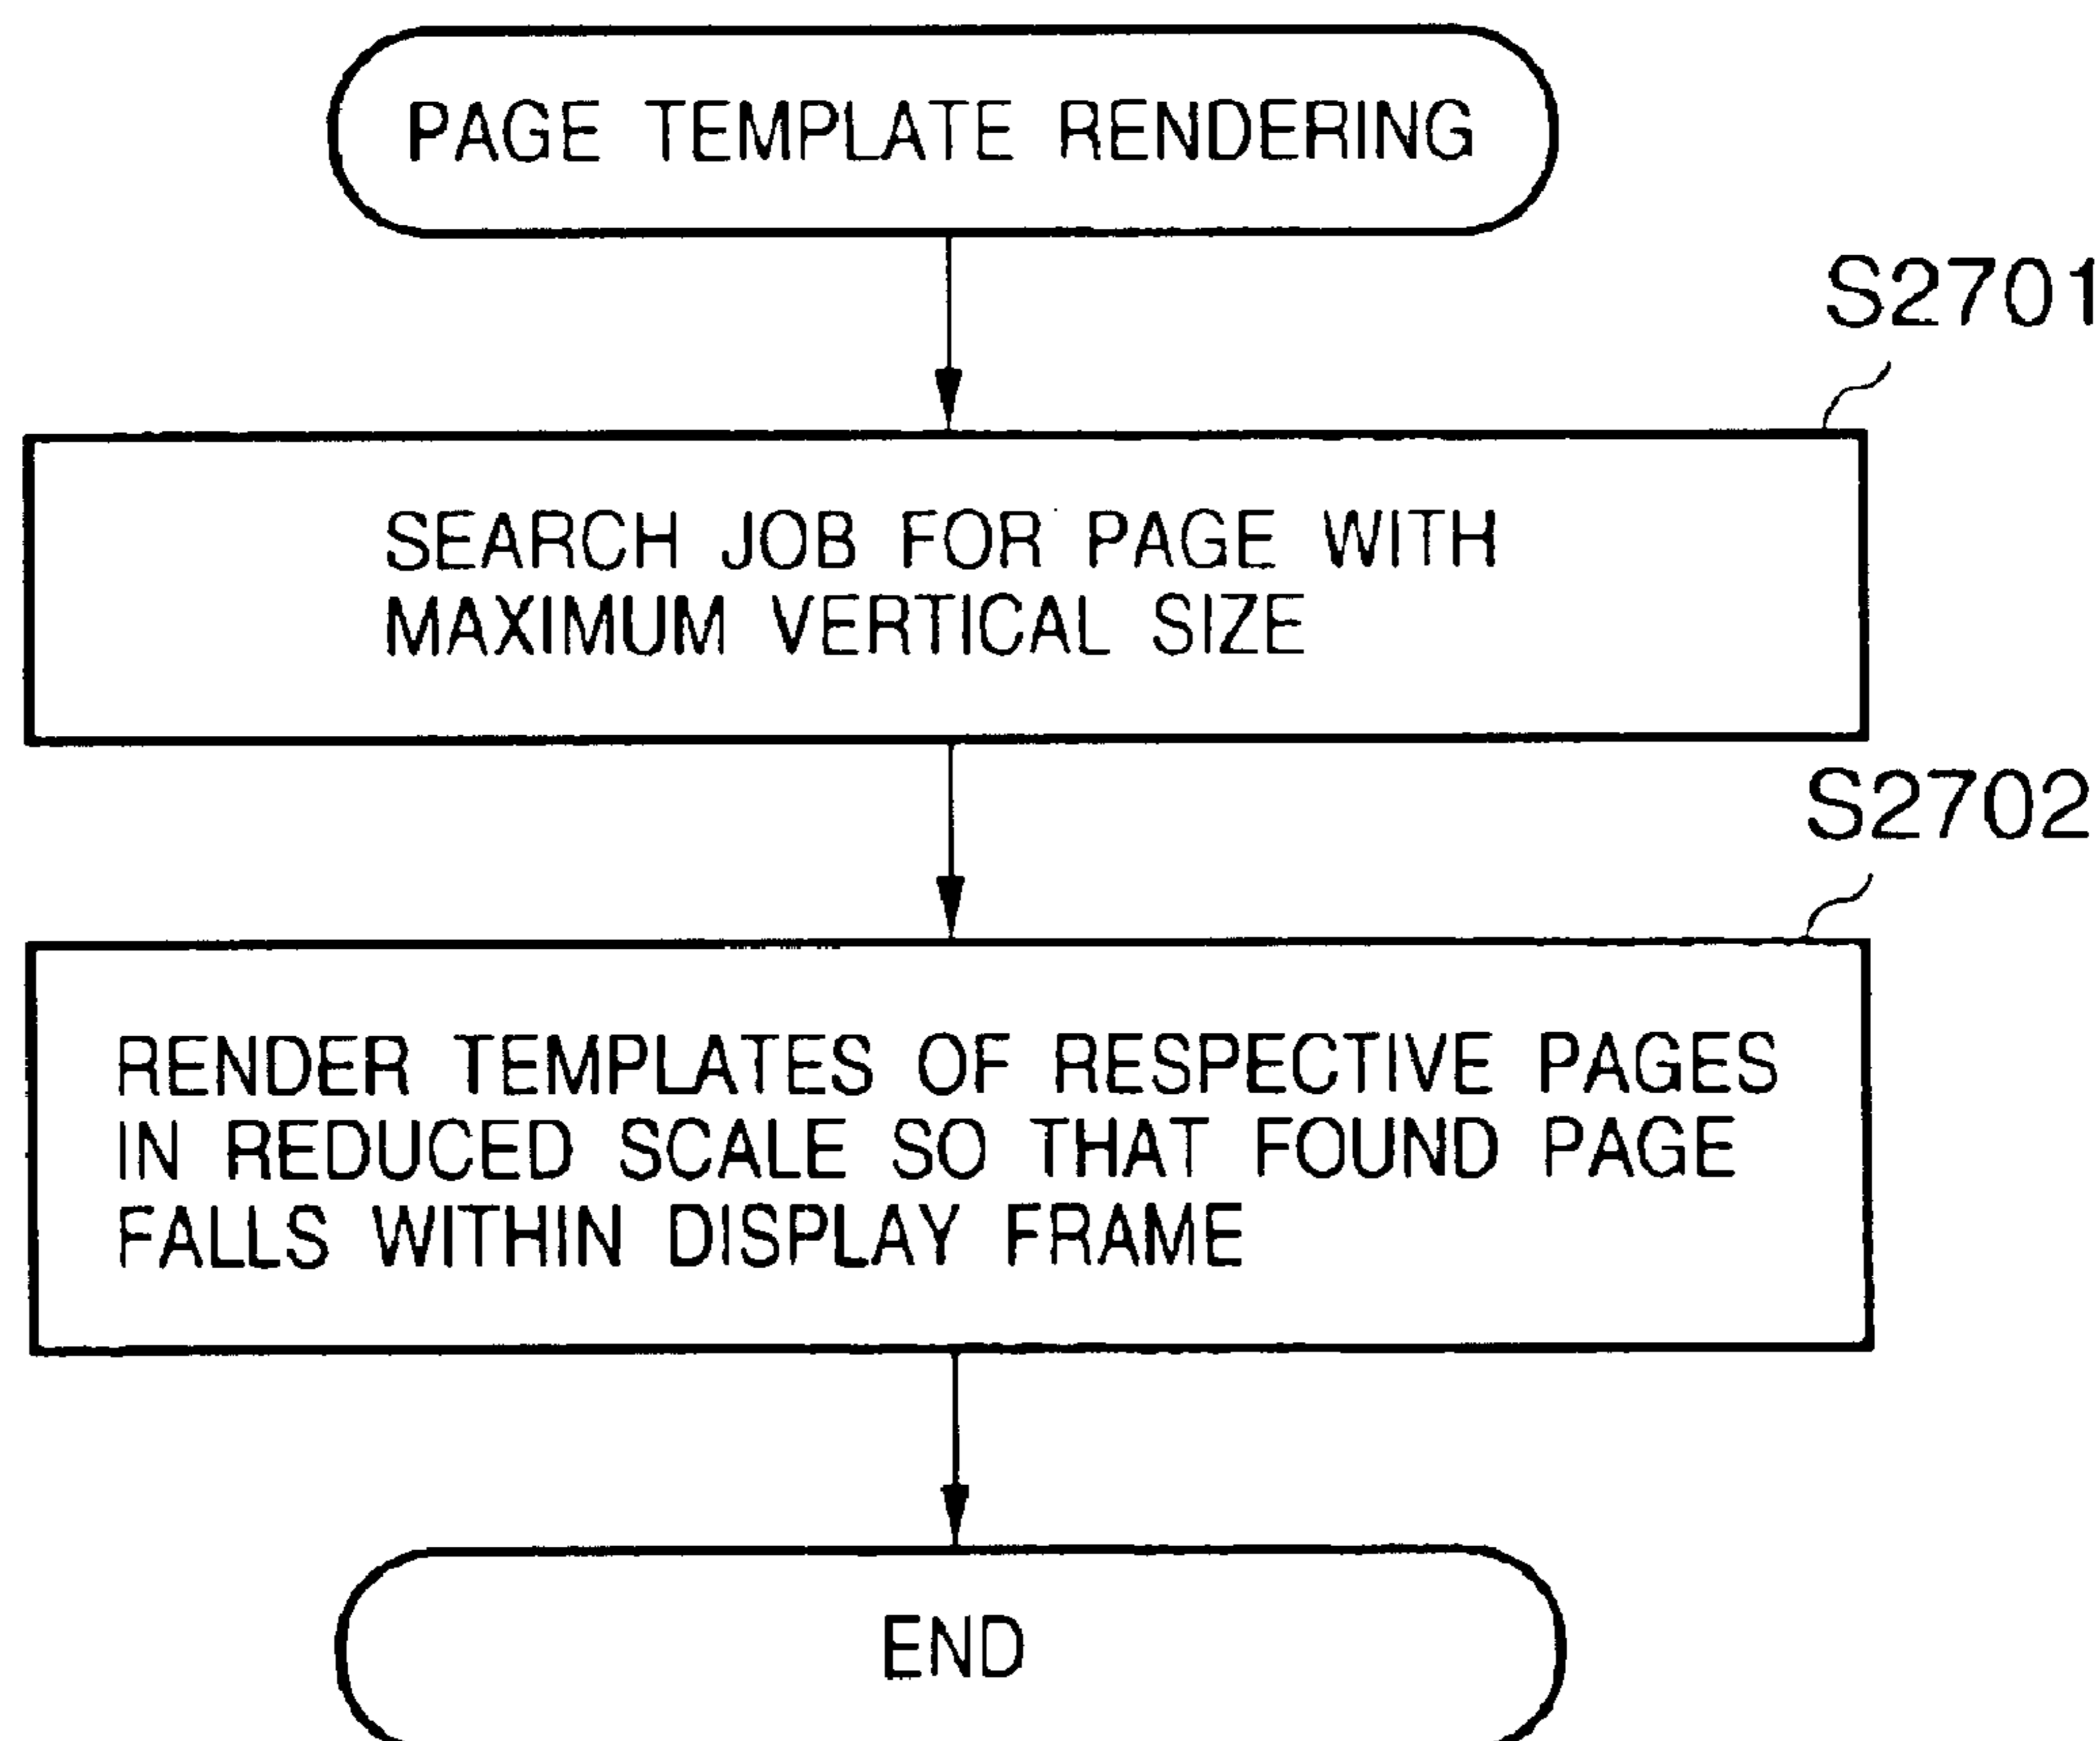 PAGE TEMPLATE RENDERING
S2701
SEARCH JOB FOR PAGE WITH
MAXIMUM VERTICAL SIZE
S2702
RENDER TEMPLATES OF RESPECTIVE PAGES
IN REDUCED SCALE SO THAT FOUND PAGE
FALLS WITHIN DISPLAY FRAME
END